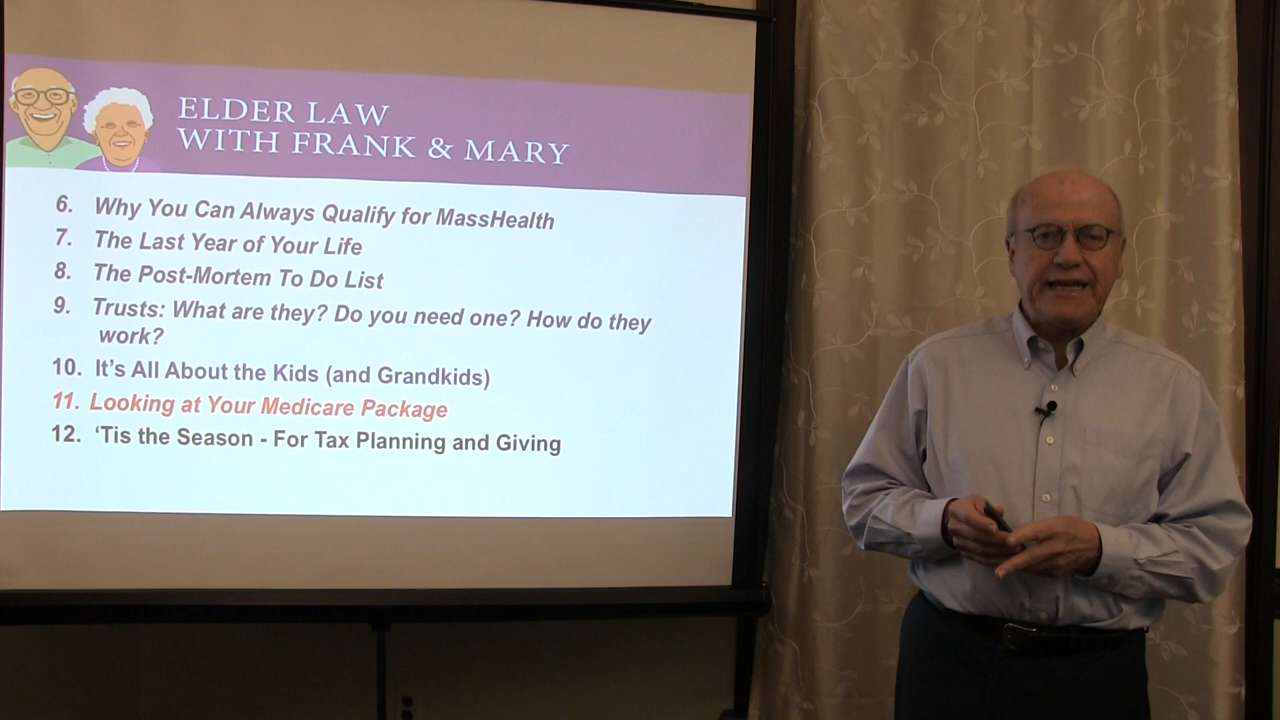 ELDER LAW
WITH FRANK & MARY
6. Why You Can Always Qualify for MassHealth
7. The Last Year of Your Life
8. The Post-Mortem To Do List
9. Trusts: What are they? Do you need one? How do they
work?
10. It’s All About the Kids (and Grandkids)
11. Looking at Your Medicare Package
12. ‘Tis the Season - For Tax Planning and Giving